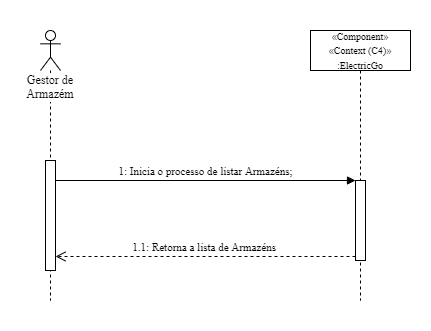 «Component»
«Context (C4)»
:ElectricGo
Gestor de
Armazém
1: Inicia o processo de listar Armazéns;
1.1: Retorna a lista de Armazéns